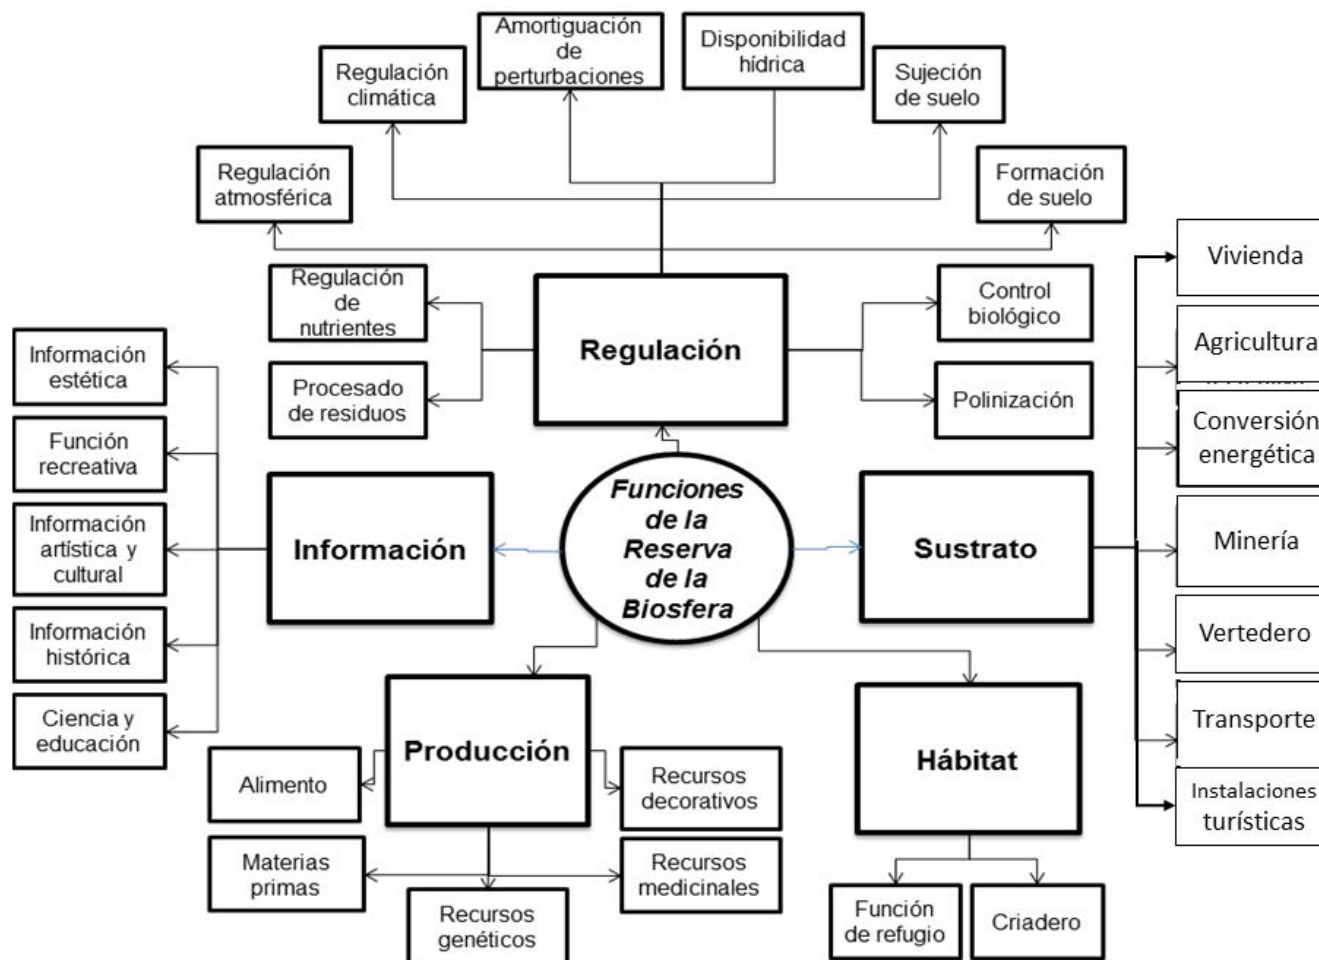 Amortiguación
de
perturbaciones
Disponibilidad
hídrica
Regulación
climática
Sujeción
de suelo
Regulación
atmosférica
Formación
de suelo
Regulación
de
nutrientes
Procesado
de residuos
Regulación
Control
biológico
Polinización
Vivienda
Agricultura
Conversión
energética
Minería
Vertedero
Transporte
Instalaciones
turísticas
Información
estética
Función
recreativa
Información
artística y
cultural
Información
histórica
Ciencia y
educación
Información
Funciones
de la
Reserva
de la
Biosfera
Sustrato
Producción
Alimento
Recursos
decorativos
Materias
primas
Recursos
medicinales
Recursos
genéticos
Hábitat
Función
de refugio
Criadero